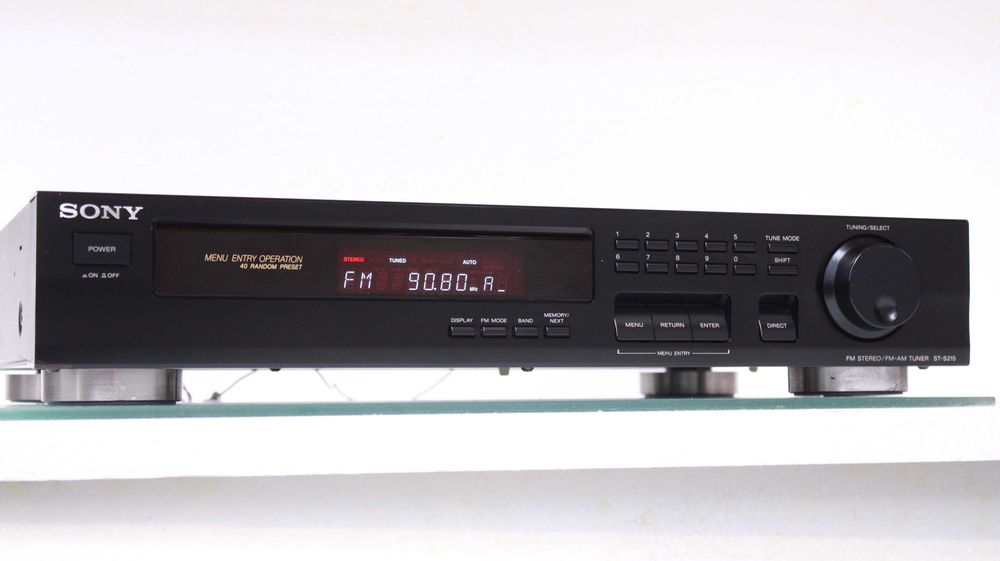 SONY
POWER
ON OFF
MENU ENTRY OPERATION
40 RANDOM PRESET
STEREO TUNED AUTO
FM 90.80 MHz A_
DISPLAY FM MODE BAND MEMORY/
NEXT
1 2 3 4 5 TUNE MODE
6 7 8 9 0 SHIFT
MENU RETURN ENTER DIRECT
MENU ENTRY
TUNING/SELECT
FM STEREO/FM-AM TUNER ST-S215